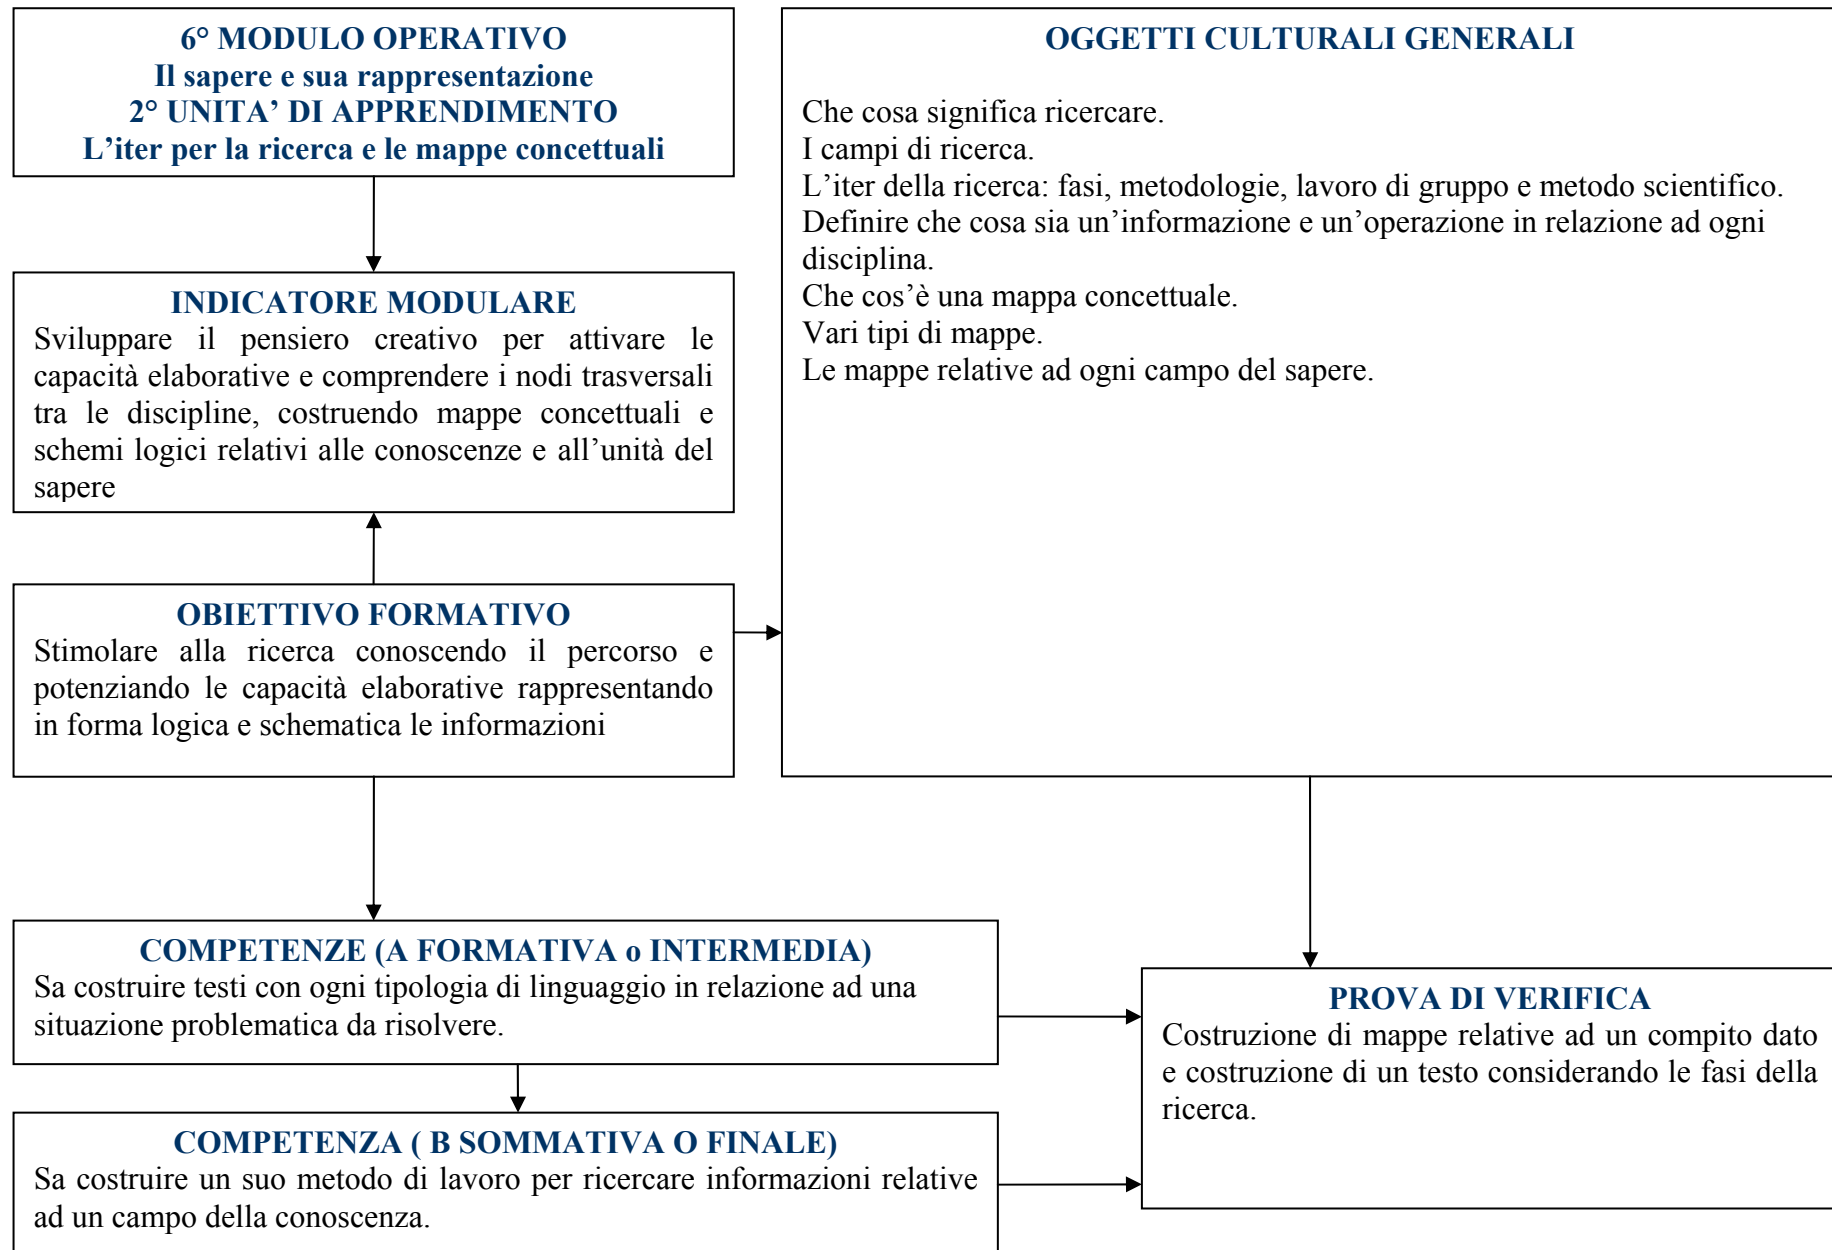 6° MODULO OPERATIVO
Il sapere e sua rappresentazione
2° UNITA’ DI APPRENDIMENTO
L’iter per la ricerca e le mappe concettuali
INDICATORE MODULARE
Sviluppare il pensiero creativo per attivare le
capacità elaborative e comprendere i nodi trasversali
tra le discipline, costruendo mappe concettuali e
schemi logici relativi alle conoscenze e all’unità del
sapere
OBIETTIVO FORMATIVO
Stimolare alla ricerca conoscendo il percorso e
potenziando le capacità elaborative rappresentando
in forma logica e schematica le informazioni
OGGETTI CULTURALI GENERALI
Che cosa significa ricercare.
I campi di ricerca.
L’iter della ricerca: fasi, metodologie, lavoro di gruppo e metodo scientifico.
Definire che cosa sia un’informazione e un’operazione in relazione ad ogni
disciplina.
Che cos’è una mappa concettuale.
Vari tipi di mappe.
Le mappe relative ad ogni campo del sapere.
COMPETENZE (A FORMATIVA o INTERMEDIA)
Sa costruire testi con ogni tipologia di linguaggio in relazione ad una
situazione problematica da risolvere.
COMPETENZA ( B SOMMATIVA O FINALE)
Sa costruire un suo metodo di lavoro per ricercare informazioni relative
ad un campo della conoscenza.
PROVA DI VERIFICA
Costruzione di mappe relative ad un compito dato
e costruzione di un testo considerando le fasi della
ricerca.